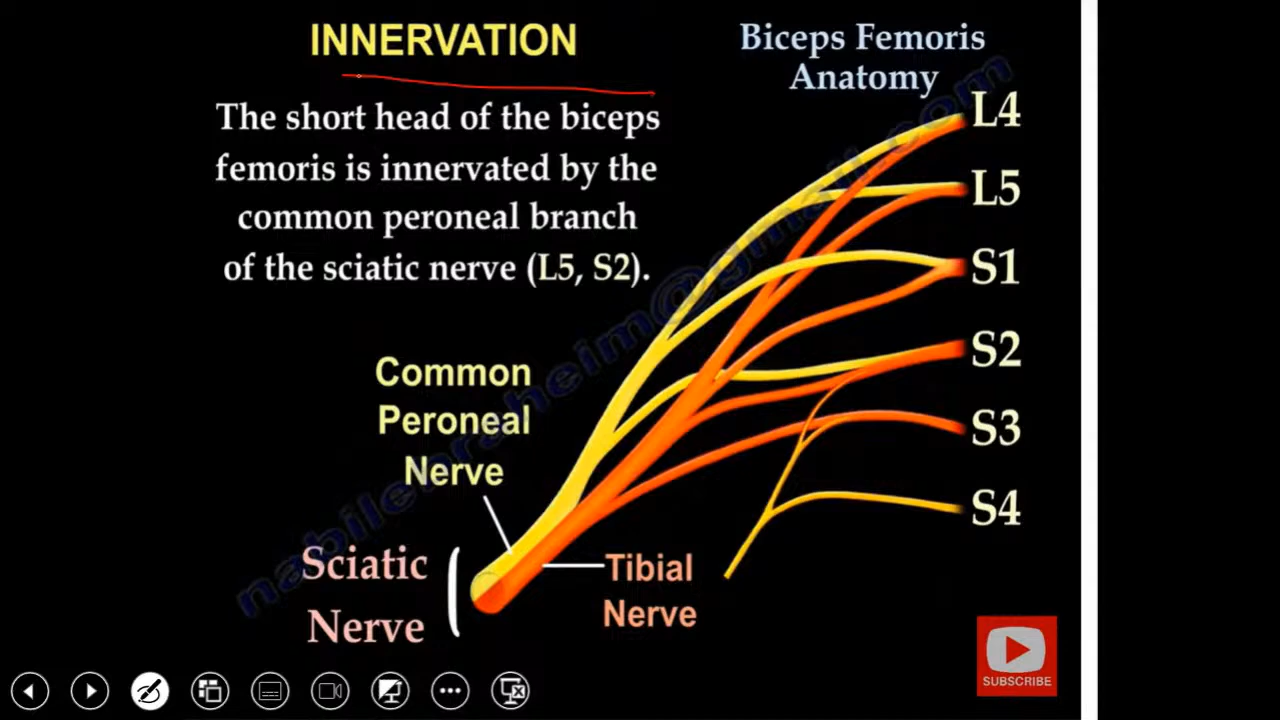 INNERVATION
The short head of the biceps
femoris is innervated by the
common peroneal branch
of the sciatic nerve (L5, S2).
Biceps Femoris
Anatomy
L4
L5
S1
S2
S3
S4
Common
Peroneal
Nerve
Sciatic
Nerve
Tibial
Nerve
SUBSCRIBE